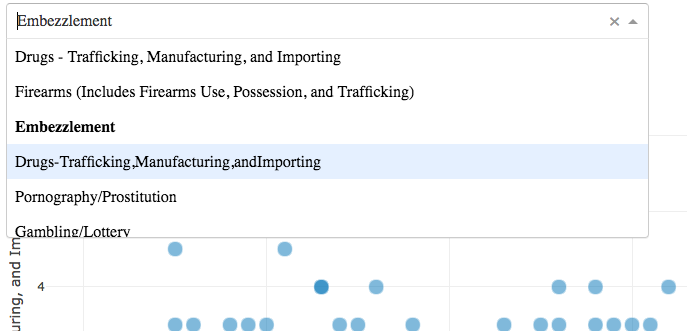 Embezzlement
Drugs - Trafficking, Manufacturing, and Importing
Firearms (Includes Firearms Use, Possession, and Trafficking)
Embezzlement
Drugs-Trafficking,Manufacturing,andImporting
Pornography/Prostitution
Gambling/Lottery
4
uring, and Im